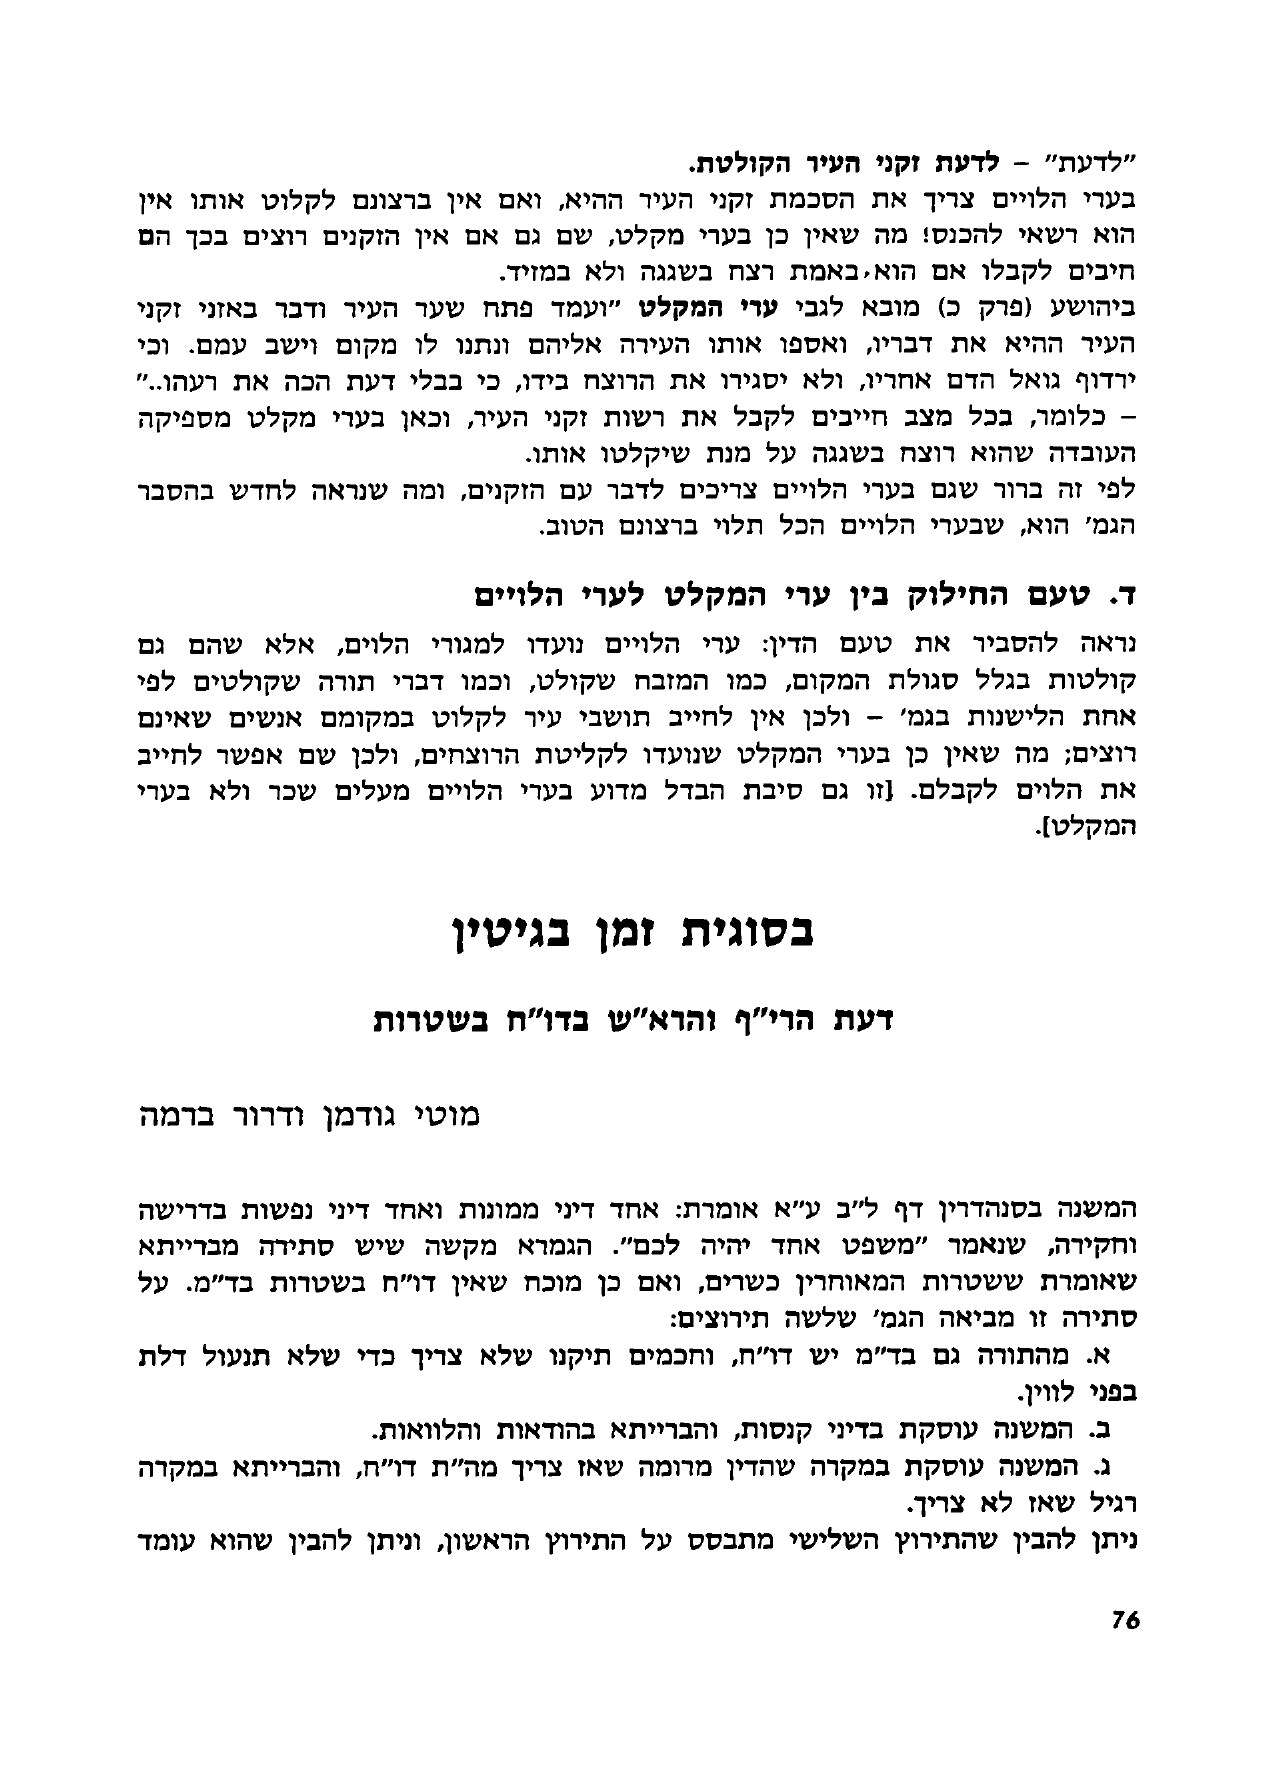 "לדעת" – לדעת זקני העיר הקולטת.
בערי הלויים צריך את הסכמת זקני העיר ההיא, ואם אין ברצונם לקלוט אותו אין
הוא רשאי להכנס! מה שאין כן בערי מקלט, שם גם אם אין הזקנים רוצים בכך הם
חיבים לקבלו אם הוא באמת רצח בשגגה ולא במזיד.
ביהושע (פרק כ) מובא לגבי ערי המקלט "ועמד פתח שער העיר ודבר באזני זקני
העיר ההיא את דבריו, ואספו אותו העירה אליהם ונתנו לו מקום וישב עמם. וכי
ירדוף גואל הדם אחריו, ולא יסגירו את הרוצח בידו, כי בבלי דעת הכה את רעהו.."
– כלומר, בכל מצב חייבים לקבל את רשות זקני העיר, וכאן בערי מקלט מספיקה
העובדה שהוא רוצח בשגגה על מנת שיקלטו אותו.
לפי זה ברור שגם בערי הלויים צריכים לדבר עם הזקנים, ומה שנראה לחדש בהסבר
הגמ' הוא, שבערי הלויים הכל תלוי ברצונם הטוב.
ד. טעם החילוק בין ערי המקלט לערי הלויים
נראה להסביר את טעם הדין: ערי הלויים נועדו למגורי הלוים, אלא שהם גם
קולטות בגלל סגולת המקום, כמו המזבח שקולט, וכמו דברי תורה שקולטים לפי
אחת הלישנות בגמ' – ולכן אין לחייב תושבי עיר לקלוט במקומם אנשים שאינם
רוצים; מה שאין כן בערי המקלט שנועדו לקליטת הרוצחים, ולכן שם אפשר לחייב
את הלוים לקבלם. [זו גם סיבת הבדל מדוע בערי הלויים מעלים שכר ולא בערי
המקלט].
בסוגית זמן בגיטין
דעת הרי"ף והרא"ש בדו"ח בשטרות
מוטי גודמן ודרור ברמה
המשנה בסנהדרין דף ל"ב ע"א אומרת: אחד דיני ממונות ואחד דיני נפשות בדרישה
וחקירה, שנאמר "משפט אחד יהיה לכם". הגמרא מקשה שיש סתירה מברייתא
שאומרת ששטרות המאוחרין כשרים, ואם כן מוכח שאין דו"ח בשטרות בד"מ. על
סתירה זו מביאה הגמ' שלשה תירוצים:
א. מהתורה גם בד"מ יש דו"ח, וחכמים תיקנו שלא צריך כדי שלא תנעול דלת
בפני לווין.
ב. המשנה עוסקת בדיני קנסות, והברייתא בהודאות והלוואות.
ג. המשנה עוסקת במקרה שהדין מרומה שאז צריך מה"ת דו"ח, והברייתא במקרה
רגיל שאז לא צריך.
ניתן להבין שהתירוץ השלישי מתבסס על התירוץ הראשון, וניתן להבין שהוא עומד
76